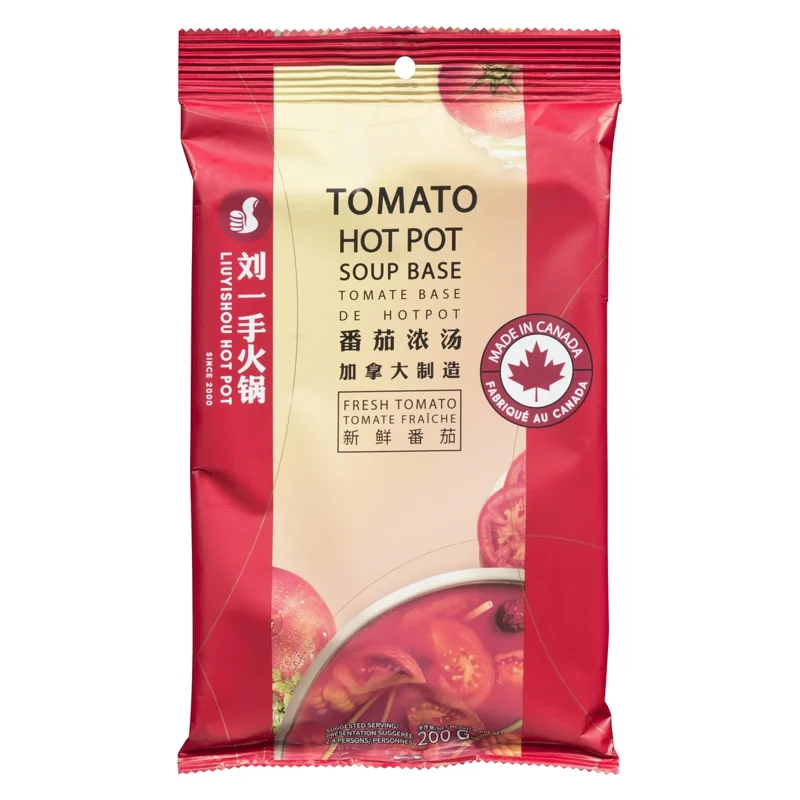 TOMATO
HOT POT
SOUP BASE
TOMATE BASE
DE HOTPOT
番茄浓汤
加拿大制造
FRESH TOMATO
TOMATE FRAÎCHE
新鲜番茄
刘一手火锅
LIUYISHOU HOT POT
SINCE 2000
MADE IN CANADA
FABRIQUÉ AU CANADA
SUGGESTED SERVING/
PRÉSENTATION SUGGÉRÉE
2-4 PERSONS/PERSONNES
200 G